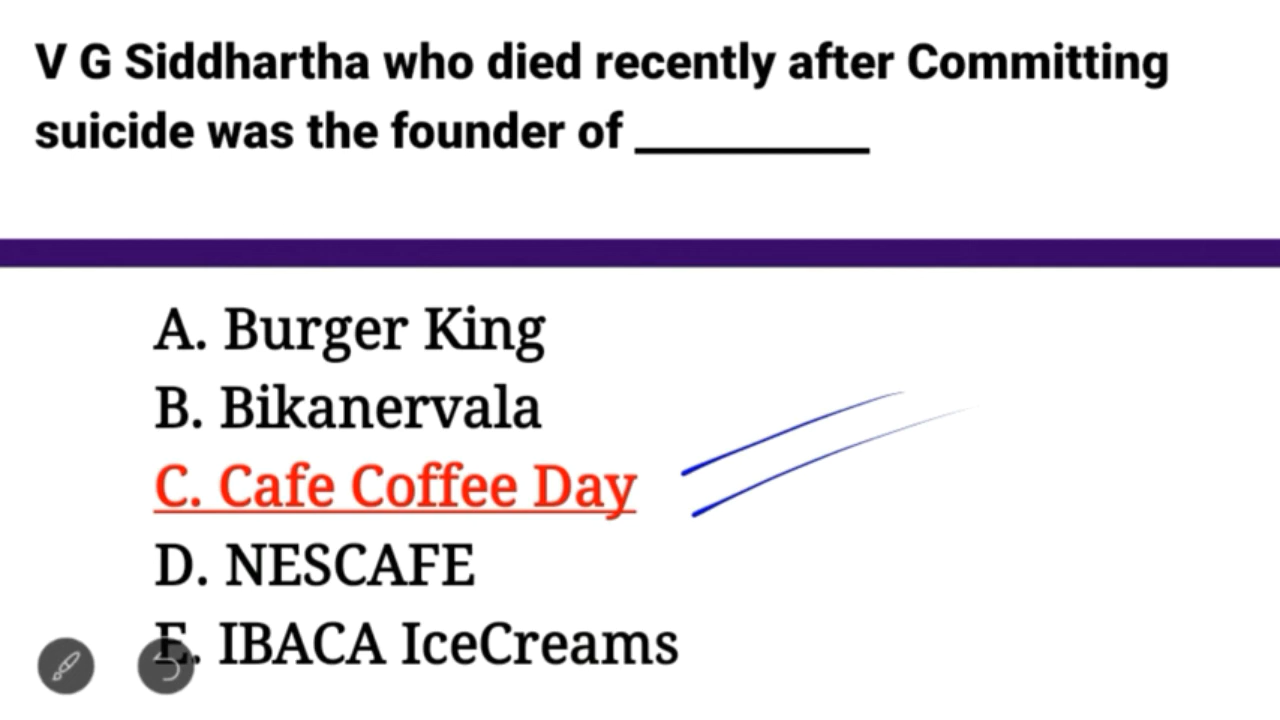 V G Siddhartha who died recently after Committing
suicide was the founder of __________
A. Burger King
B. Bikanervala
C. Cafe Coffee Day
D. NESCAFE
E. IBACA IceCreams